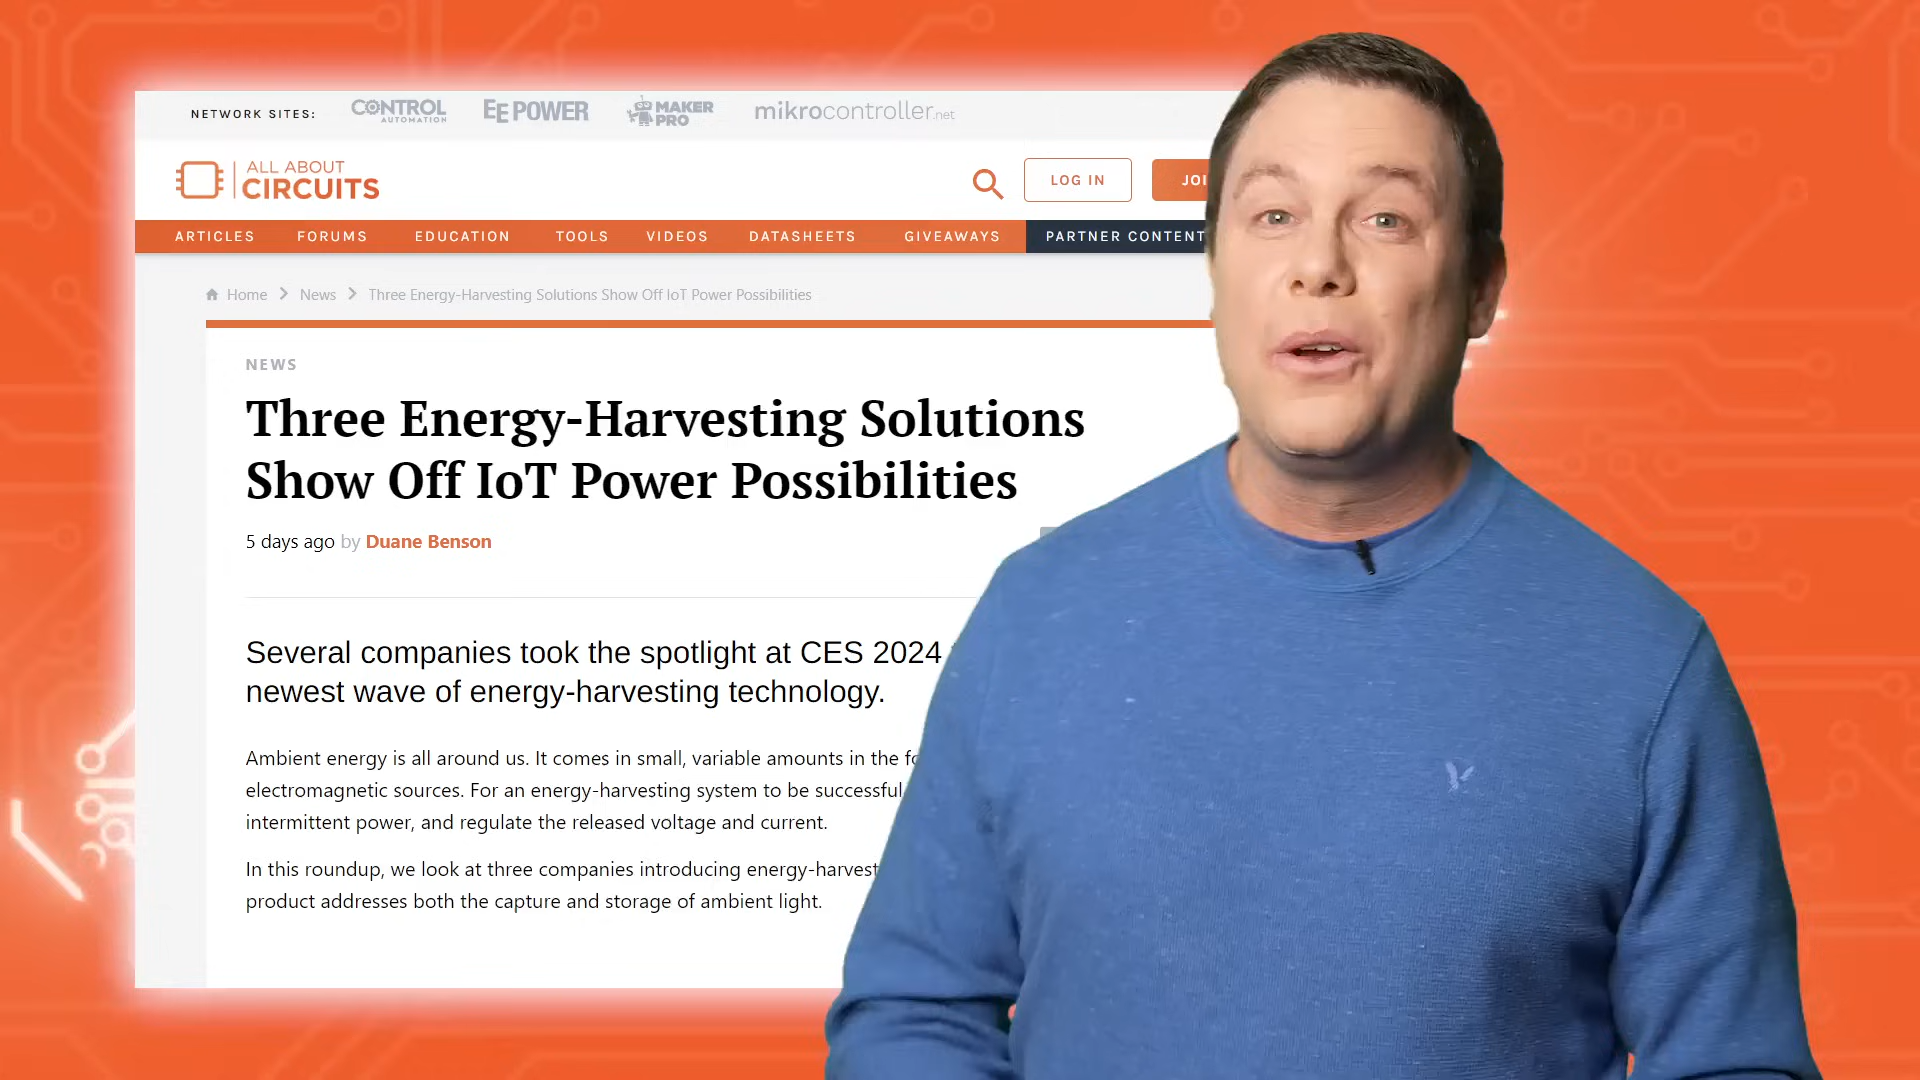 NETWORK SITES:
CONTROL
AUTOMATION
EE POWER
MAKER
PRO
mikrocontroller.net
ALL ABOUT
CIRCUITS
LOG IN
ARTICLES FORUMS EDUCATION TOOLS VIDEOS DATASHEETS GIVEAWAYS PARTNER CONTENT
Home > News > Three Energy-Harvesting Solutions Show Off IoT Power Possibilities
NEWS
Three Energy-Harvesting Solutions
Show Off IoT Power Possibilities
5 days ago by Duane Benson
Several companies took the spotlight at CES 2024
newest wave of energy-harvesting technology.
Ambient energy is all around us. It comes in small, variable amounts in the
electromagnetic sources. For an energy-harvesting system to be successful
intermittent power, and regulate the released voltage and current.
In this roundup, we look at three companies introducing
product addresses both the capture and storage of ambient light.